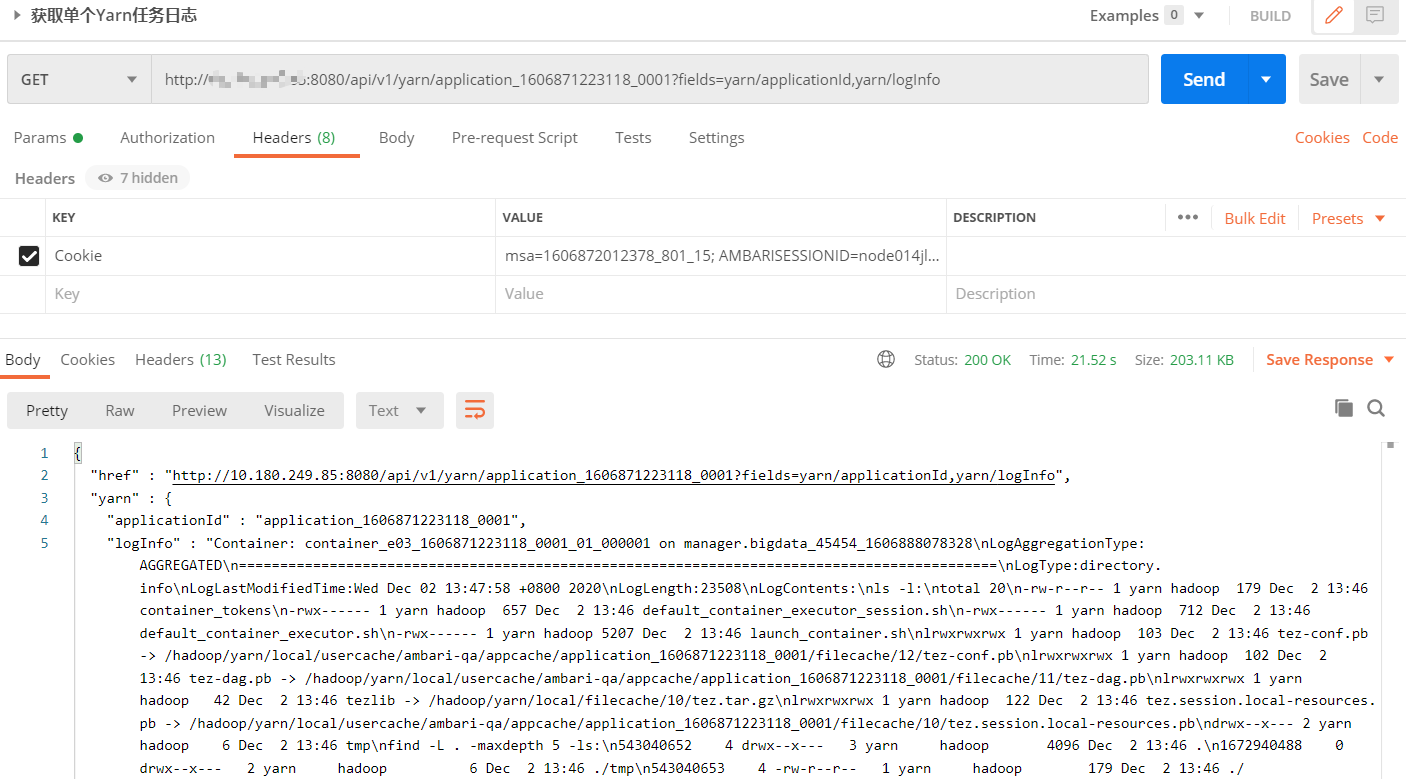 获取单个Yarn任务日志
Examples 0 BUILD
GET http:// :8080/api/v1/yarn/application_1606871223118_0001?fields=yarn/applicationId,yarn/logInfo Send Save
Params Authorization Headers (8) Body Pre-request Script Tests Settings Cookies Code
Headers 7 hidden
KEY VALUE DESCRIPTION ••• Bulk Edit Presets
Cookie msa=1606872012378_801_15; AMBARISESSIONID=node014jl...
Key Value Description
Body Cookies Headers (13) Test Results Status: 200 OK Time: 21.52 s Size: 203.11 KB Save Response
Pretty Raw Preview Visualize Text
1 {
2 "href" : "http://10.180.249.85:8080/api/v1/yarn/application_1606871223118_0001?fields=yarn/applicationId,yarn/logInfo",
3 "yarn" : {
4 "applicationId" : "application_1606871223118_0001",
5 "logInfo" : "Container: container_e03_1606871223118_0001_01_000001 on manager.bigdata_45454_1606888078328\nLogAggregationType:
AGGREGATED\n============================================================================================\nLogType:directory.
info\nLogLastModifiedTime:Wed Dec 02 13:47:58 +0800 2020\nLogLength:23508\nLogContents:\nls -l:\ntotal 20\n-rw-r--r-- 1 yarn hadoop  179 Dec  2 13:46
container_tokens\n-rwx------ 1 yarn hadoop  657 Dec  2 13:46 default_container_executor_session.sh\n-rwx------ 1 yarn hadoop  712 Dec  2 13:46
default_container_executor.sh\n-rwx------ 1 yarn hadoop 5207 Dec  2 13:46 launch_container.sh\nlrwxrwxrwx 1 yarn hadoop  103 Dec  2 13:46 tez-conf.pb
-> /hadoop/yarn/local/usercache/ambari-qa/appcache/application_1606871223118_0001/filecache/12/tez-conf.pb\nlrwxrwxrwx 1 yarn hadoop  102 Dec  2
13:46 tez-dag.pb -> /hadoop/yarn/local/usercache/ambari-qa/appcache/application_1606871223118_0001/filecache/11/tez-dag.pb\nlrwxrwxrwx 1 yarn
hadoop   42 Dec  2 13:46 tezlib -> /hadoop/yarn/local/filecache/10/tez.tar.gz\nlrwxrwxrwx 1 yarn hadoop  122 Dec  2 13:46 tez.session.local-resources.
pb -> /hadoop/yarn/local/usercache/ambari-qa/appcache/application_1606871223118_0001/filecache/10/tez.session.local-resources.pb\ndrwx--x--- 2 yarn
hadoop    6 Dec  2 13:46 tmp\nfind -L . -maxdepth 5 -ls:\n543040652    4 drwx--x---   3 yarn     hadoop       4096 Dec  2 13:46 .\n1672940488    0
drwx--x---   2 yarn     hadoop          6 Dec  2 13:46 ./tmp\n543040653    4 -rw-r--r--   1 yarn     hadoop        179 Dec  2 13:46 ./